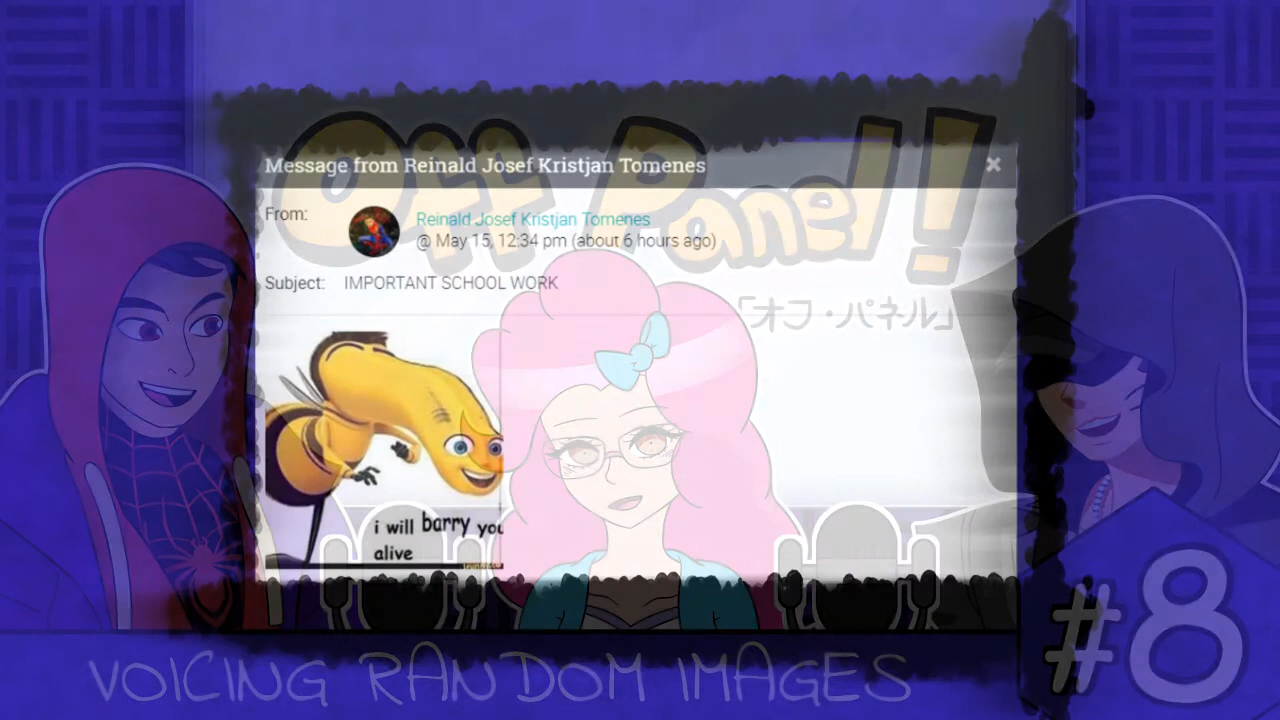 Off Panel!
Message from Reinald Josef Kristjan Tomenes
×
From:
Reinald Josef Kristjan Tomenes
@ May 15, 12:34 pm (about 6 hours ago)
Subject: IMPORTANT SCHOOL WORK
「オフ・パネル」
i will barry you
alive
#8
VOICING RANDOM IMAGES